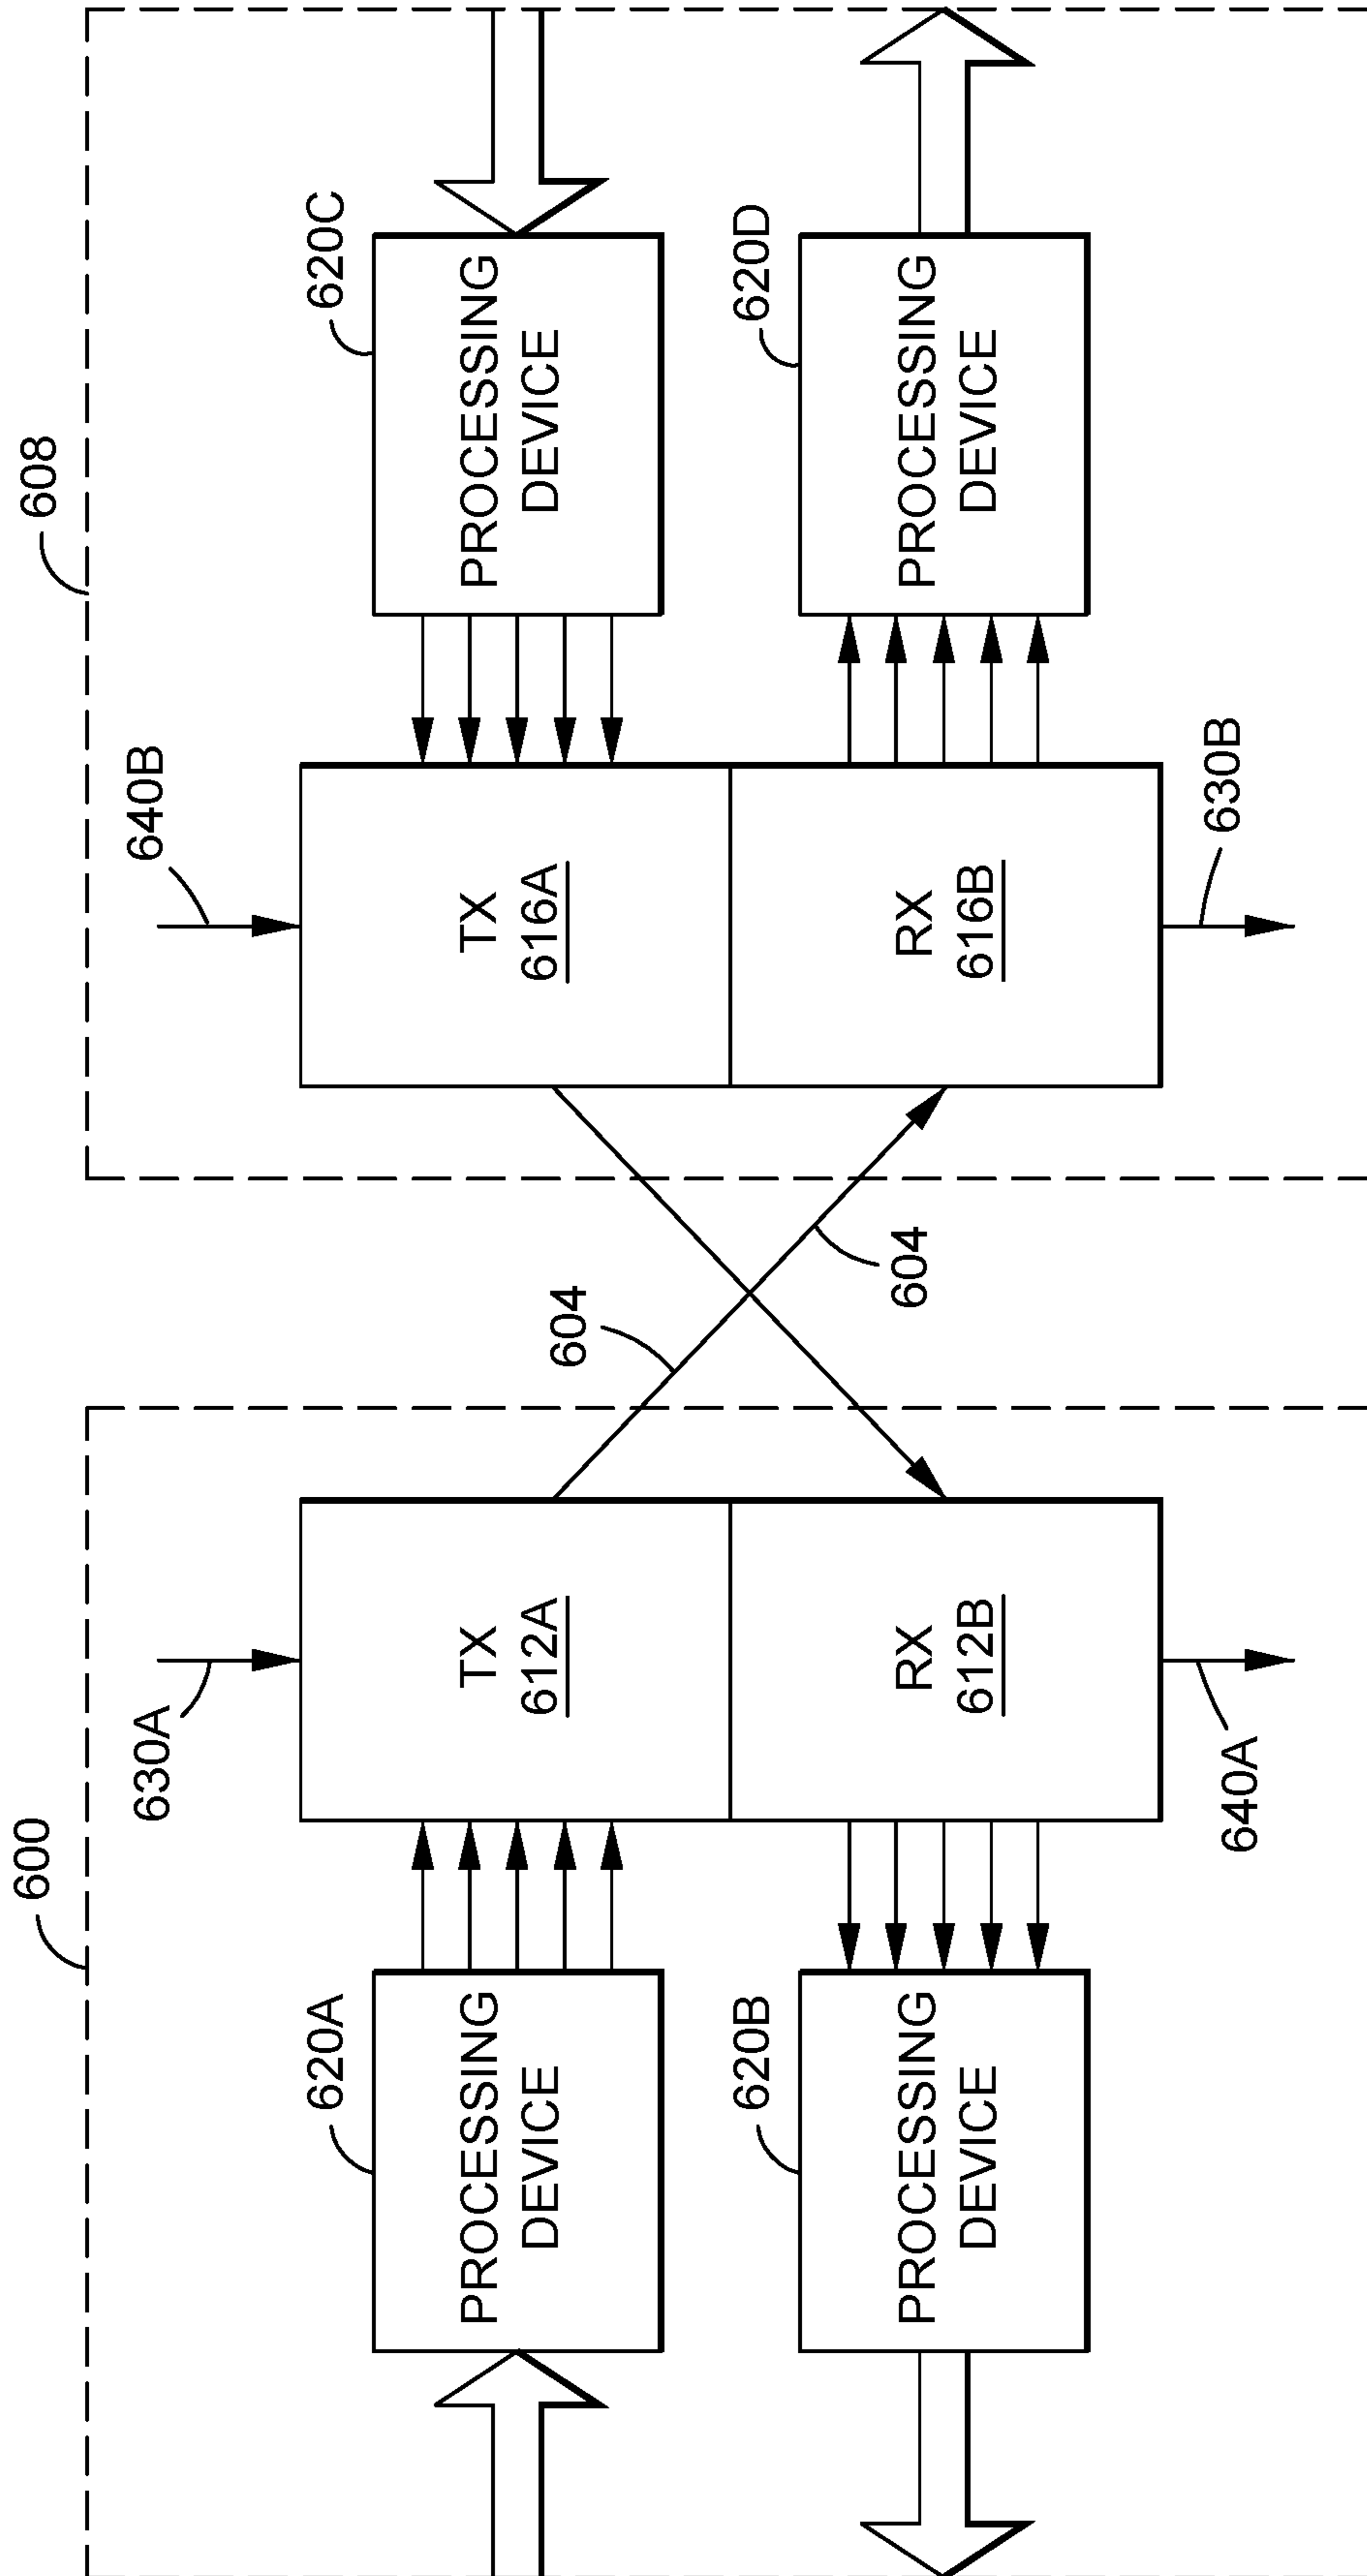 600
608
630A
640B
620A
620C
PROCESSING
DEVICE
TX
612A
604
TX
616A
PROCESSING
DEVICE
620B
620D
604
PROCESSING
DEVICE
RX
612B
RX
616B
PROCESSING
DEVICE
640A
630B